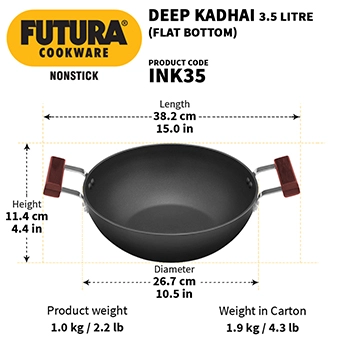 FUTURA®
COOKWARE
NONSTICK
DEEP KADHAI 3.5 LITRE
(FLAT BOTTOM)
PRODUCT CODE
INK35
Length
38.2 cm
15.0 in
Height
11.4 cm
4.4 in
Diameter
26.7 cm
10.5 in
Product weight
1.0 kg / 2.2 lb
Weight in Carton
1.9 kg / 4.3 lb